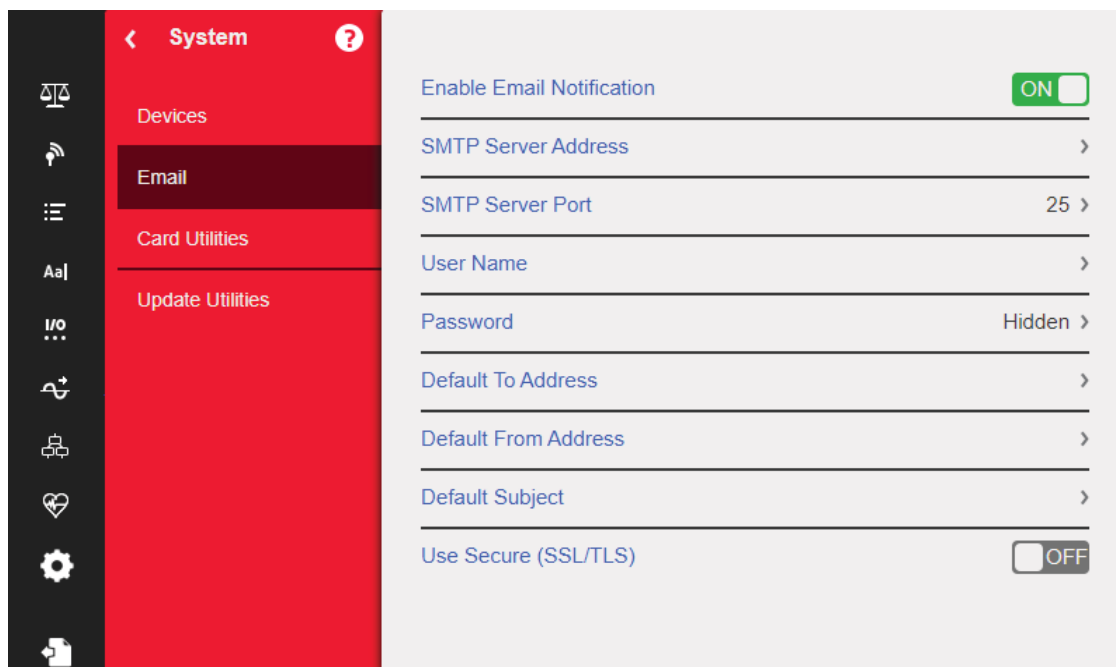 System
?
Devices
Email
Card Utilities
Update Utilities
Aa
I/O
Enable Email Notification ON
SMTP Server Address
SMTP Server Port 25
User Name
Password Hidden
Default To Address
Default From Address
Default Subject
Use Secure (SSL/TLS) OFF